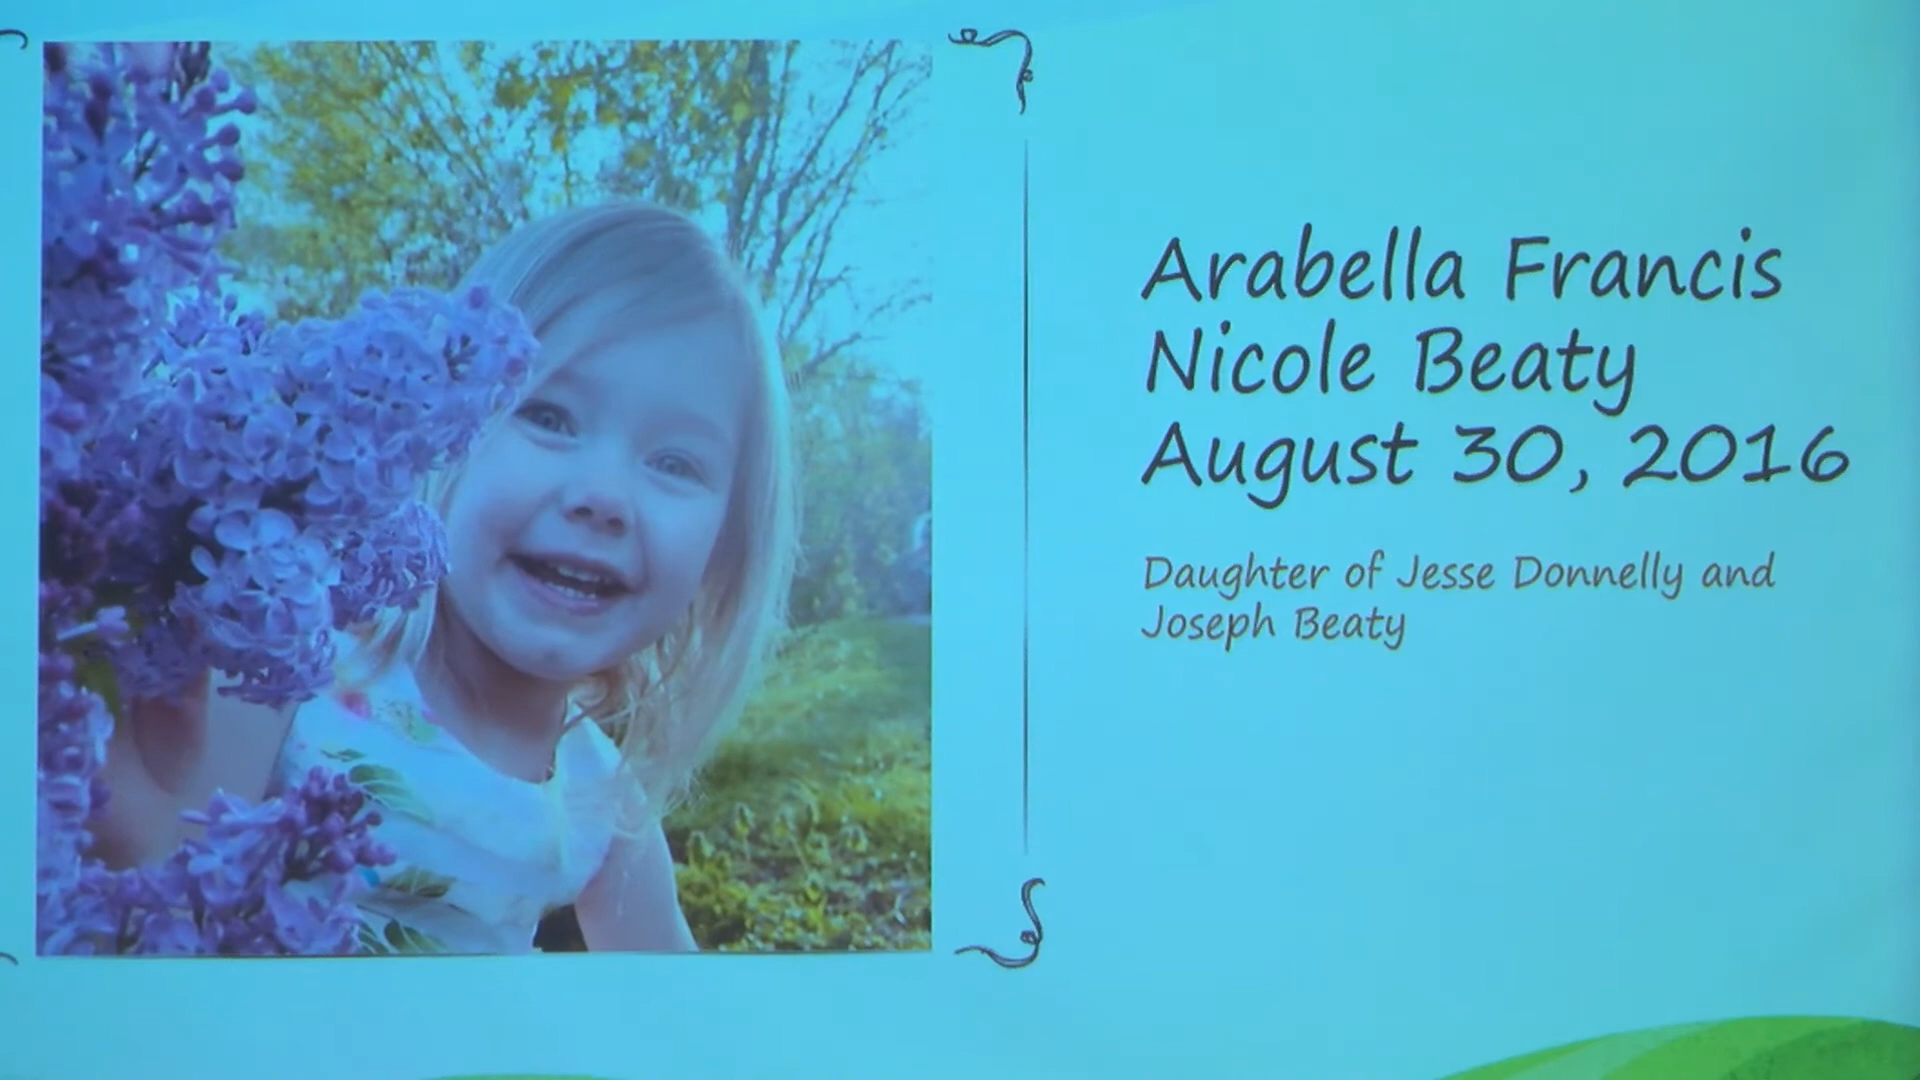 Arabella Francis
Nicole Beaty
August 30, 2016
Daughter of Jesse Donnelly and
Joseph Beaty